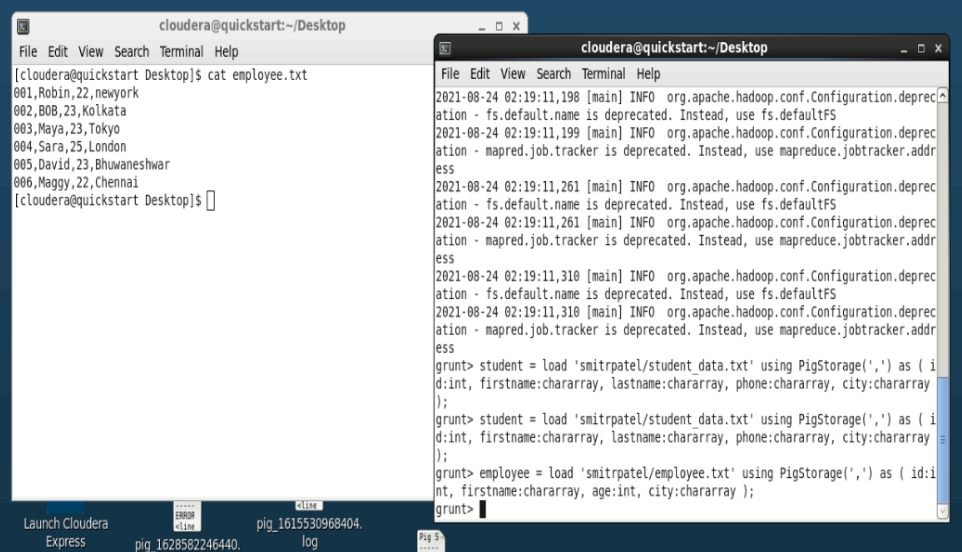 cloudera@quickstart:~/Desktop
File Edit View Search Terminal Help
[cloudera@quickstart Desktop]$ cat employee.txt
001,Robin,22,newyork
002,BOB,23,Kolkata
003,Maya,23,Tokyo
004,Sara,25,London
005,David,23,Bhuwaneshwar
006,Maggy,22,Chennai
[cloudera@quickstart Desktop]$
cloudera@quickstart:~/Desktop
File Edit View Search Terminal Help
2021-08-24 02:19:11,198 [main] INFO  org.apache.hadoop.conf.Configuration.deprec
ation - fs.default.name is deprecated. Instead, use fs.defaultFS
2021-08-24 02:19:11,199 [main] INFO  org.apache.hadoop.conf.Configuration.deprec
ation - mapred.job.tracker is deprecated. Instead, use mapreduce.jobtracker.addr
ess
2021-08-24 02:19:11,261 [main] INFO  org.apache.hadoop.conf.Configuration.deprec
ation - fs.default.name is deprecated. Instead, use fs.defaultFS
2021-08-24 02:19:11,261 [main] INFO  org.apache.hadoop.conf.Configuration.deprec
ation - mapred.job.tracker is deprecated. Instead, use mapreduce.jobtracker.addr
ess
2021-08-24 02:19:11,310 [main] INFO  org.apache.hadoop.conf.Configuration.deprec
ation - fs.default.name is deprecated. Instead, use fs.defaultFS
2021-08-24 02:19:11,310 [main] INFO  org.apache.hadoop.conf.Configuration.deprec
ation - mapred.job.tracker is deprecated. Instead, use mapreduce.jobtracker.addr
ess
grunt> student = load 'smitrpatel/student_data.txt' using PigStorage(',') as ( i
d:int, firstname:chararray, lastname:chararray, phone:chararray, city:chararray
);
grunt> student = load 'smitrpatel/student_data.txt' using PigStorage(',') as ( i
d:int, firstname:chararray, lastname:chararray, phone:chararray, city:chararray
);
grunt> employee = load 'smitrpatel/employee.txt' using PigStorage(',') as ( id:i
nt, firstname:chararray, age:int, city:chararray );
grunt>
Launch Cloudera
Express
ERROR
<line
pig_1628582246440.
<line
pig_1615530968404.
log
Pig S